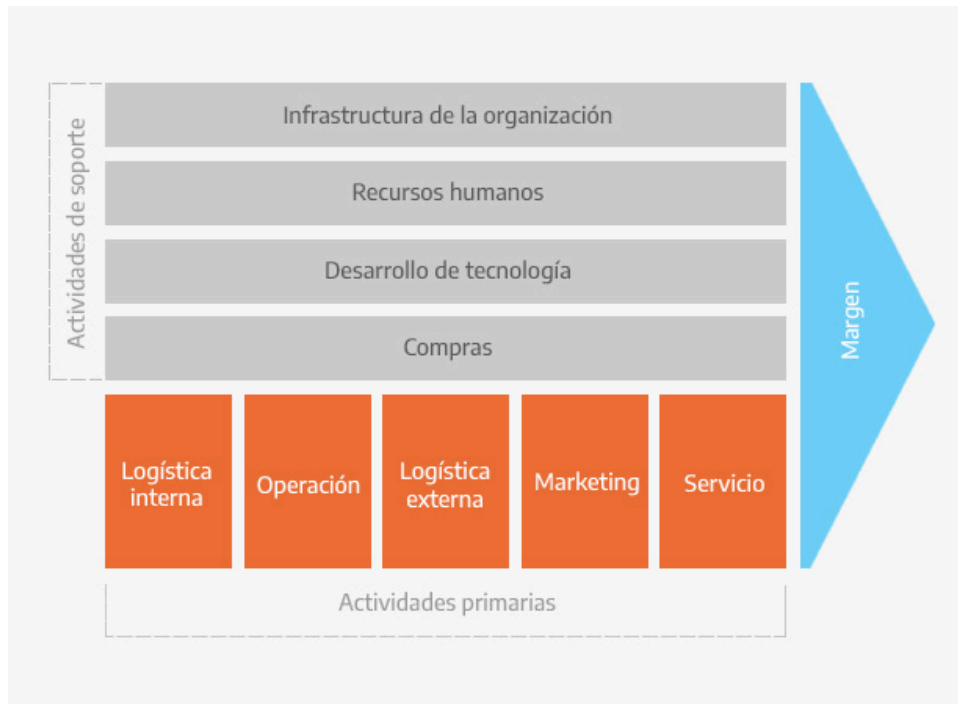 Actividades de soporte
Infrastructura de la organización
Recursos humanos
Desarrollo de tecnología
Compras
Logística
interna
Operación
Logística
externa
Marketing
Servicio
Margen
Actividades primarias